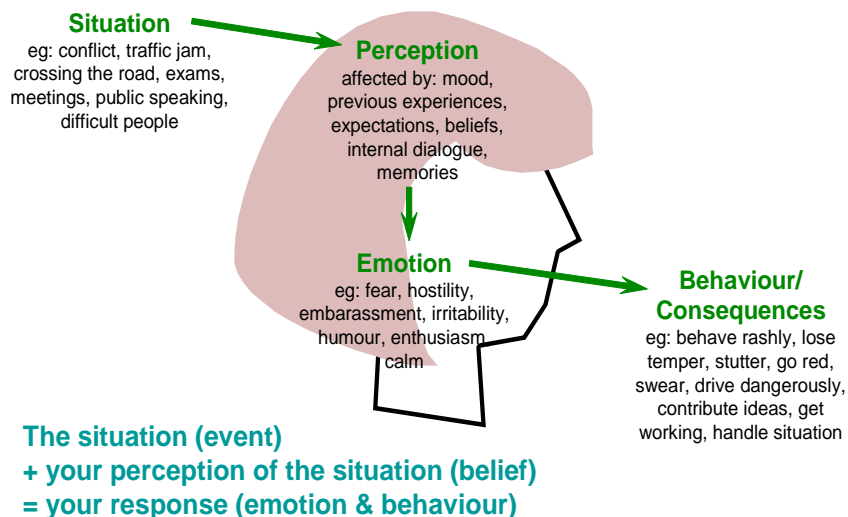 Situation
eg: conflict, traffic jam,
crossing the road, exams,
meetings, public speaking,
difficult people
Perception
affected by: mood,
previous experiences,
expectations, beliefs,
internal dialogue,
memories
Emotion
eg: fear, hostility,
embarassment, irritability,
humour, enthusiasm
calm
Behaviour/
Consequences
eg: behave rashly, lose
temper, stutter, go red,
swear, drive dangerously,
contribute ideas, get
working, handle situation
The situation (event)
+ your perception of the situation (belief)
= your response (emotion & behaviour)